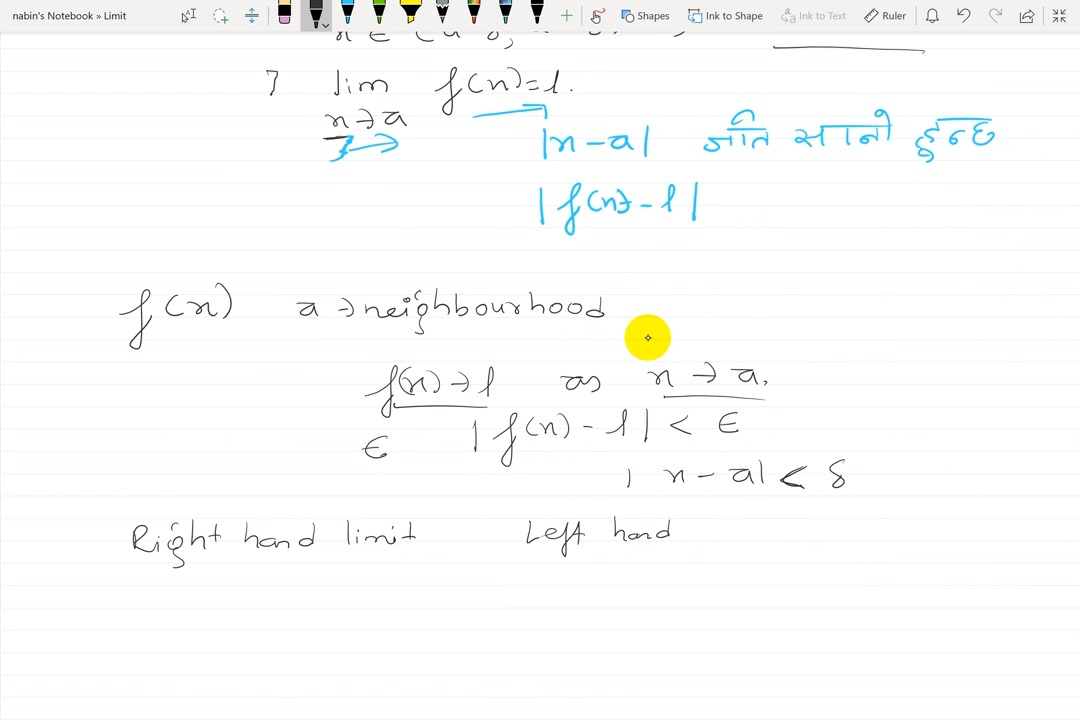 nabin's Notebook » Limit
Shapes Ink to Shape Ink to Text Ruler
lim f(x)=l.
x→a
|x-a| जति सानो हुन्छ
|f(x)-l|
f(x) a → neighbourhood
f(x) → l as x → a.
ϵ |f(x) - l| < ϵ
|x - a| < δ
Right hand limit Left hand